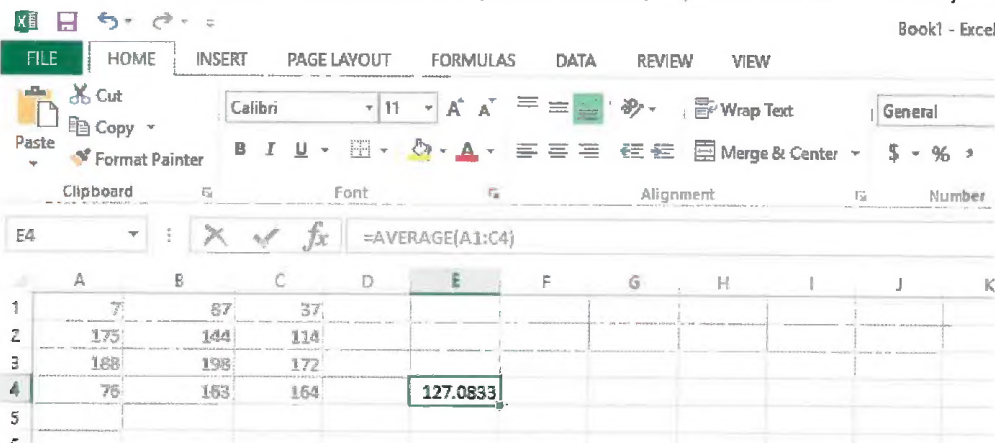 Book1 - Excel
FILE HOME INSERT PAGE LAYOUT FORMULAS DATA REVIEW VIEW
Paste Cut Calibri 11 A A Wrap Text General
Copy
Format Painter B I U A Merge & Center $ % ,
Clipboard Font Alignment Number
E4 fx =AVERAGE(A1:C4)
A B C D E F G H I J K
1 7 87 37
2 175 144 114
3 188 198 172
4 76 163 164 127.0833
5